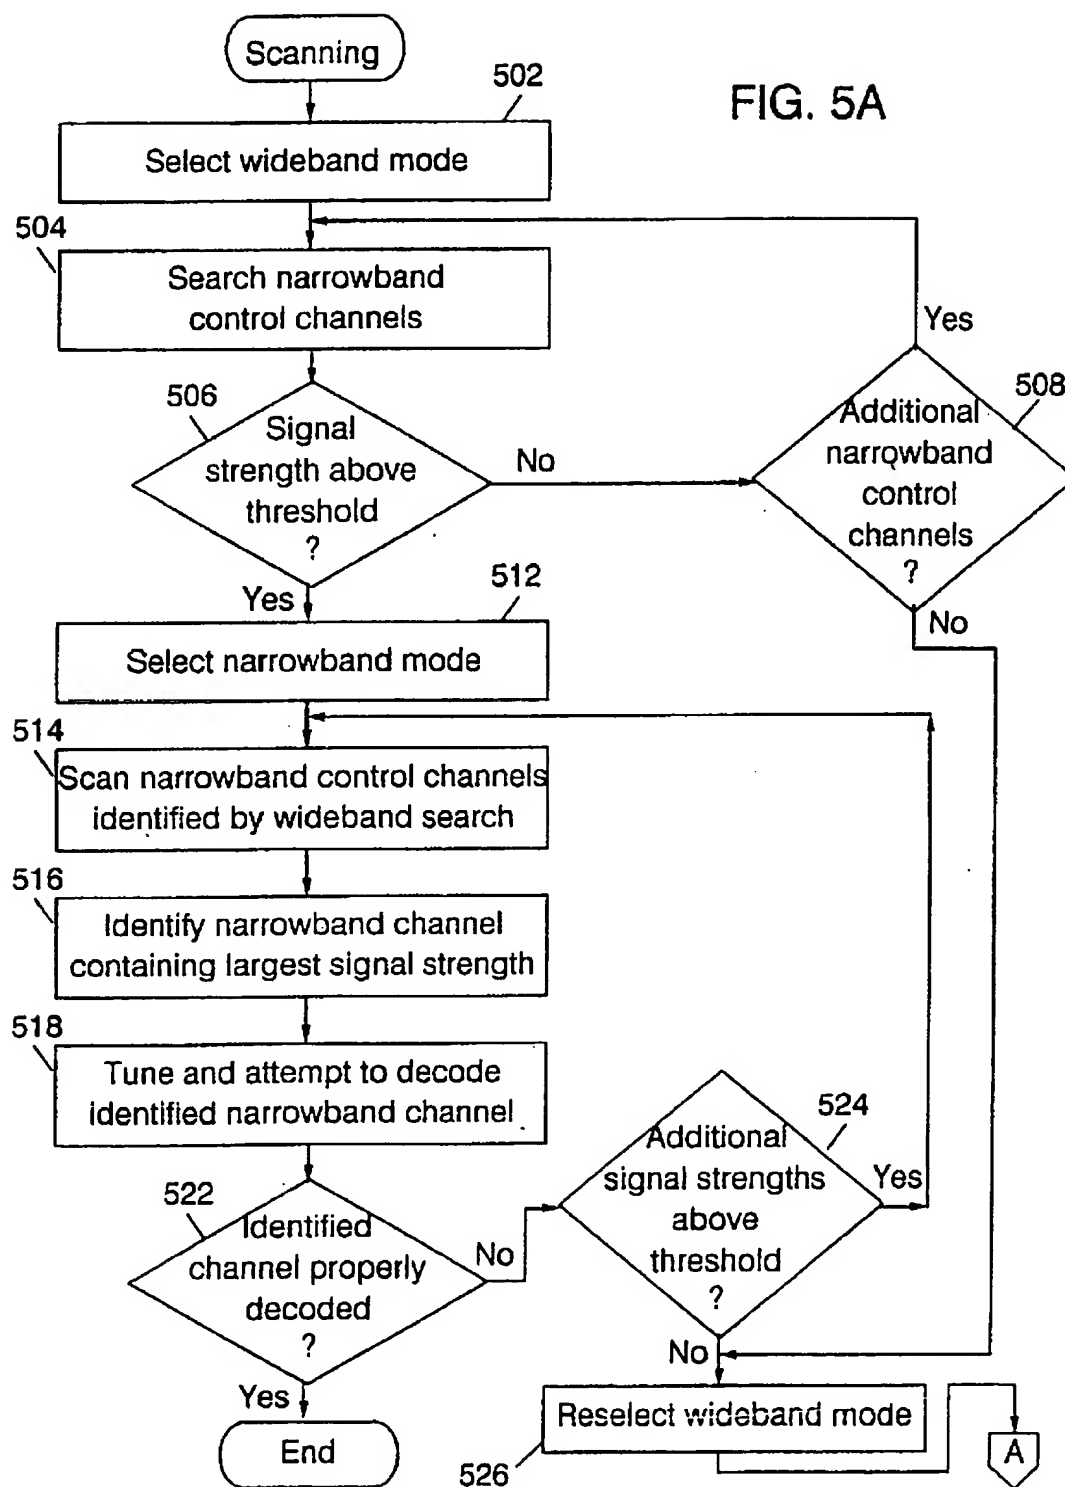 Scanning
FIG. 5A
502
Select wideband mode
504
Search narrowband
control channels
Yes
506
Signal
strength above
threshold
?
No
508
Additional
narrowband
control
channels
?
Yes
No
512
Select narrowband mode
514
Scan narrowband control channels
identified by wideband search
516
Identify narrowband channel
containing largest signal strength
518
Tune and attempt to decode
identified narrowband channel
522
Identified
channel properly
decoded
?
No
524
Additional
signal strengths
above
threshold
?
Yes
No
Yes
End
Reselect wideband mode
526
A